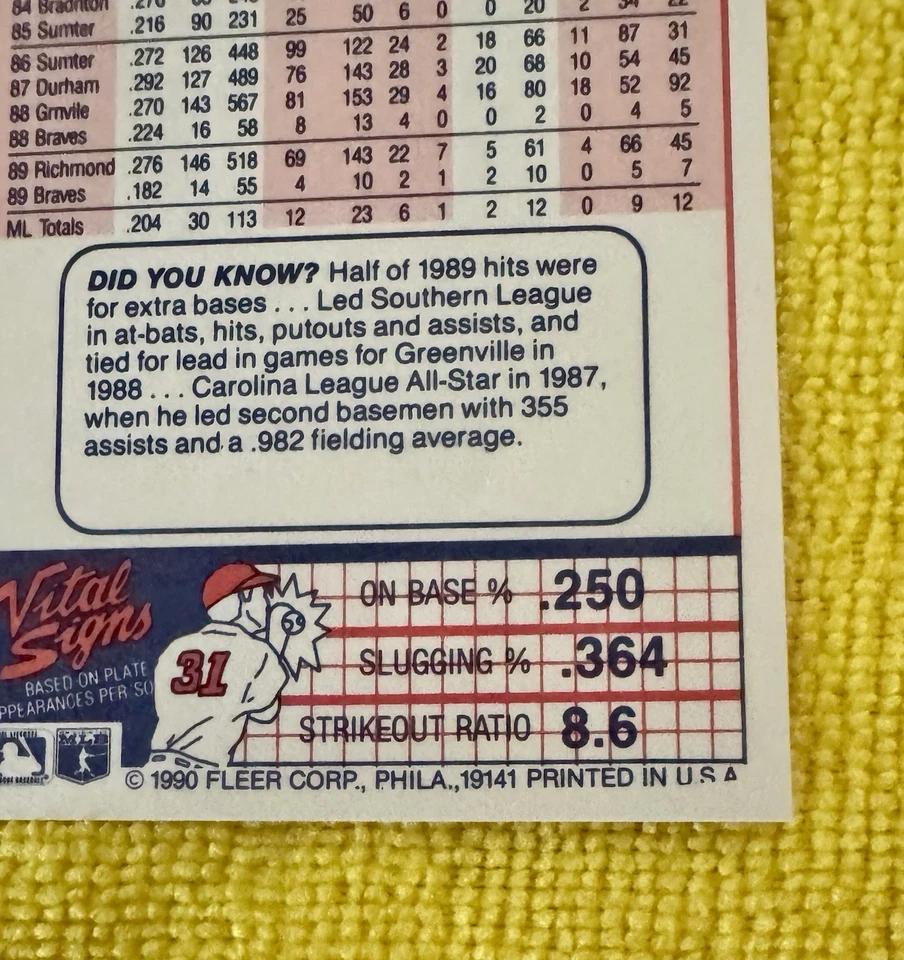 84 Bradnton .270
85 Sumter .216 90 231 25 50 6 0 0 20 2 34 22
86 Sumter .272 126 448 99 122 24 2 18 66 11 87 31
87 Durham .292 127 489 76 143 28 3 20 68 10 54 45
88 Grnvile .270 143 567 81 153 29 4 16 80 18 52 92
88 Braves .224 16 58 8 13 4 0 0 2 0 4 5
89 Richmond .276 146 518 69 143 22 7 5 61 4 66 45
89 Braves .182 14 55 4 10 2 1 2 10 0 5 7
ML Totals .204 30 113 12 23 6 1 2 12 0 9 12
DID YOU KNOW? Half of 1989 hits were
for extra bases . . . Led Southern League
in at-bats, hits, putouts and assists, and
tied for lead in games for Greenville in
1988 . . . Carolina League All-Star in 1987,
when he led second basemen with 355
assists and a .982 fielding average.
Vital
Signs
BASED ON PLATE
PPEARANCES PER SO
31
ON BASE % .250
SLUGGING % .364
STRIKEOUT RATIO 8.6
© 1990 FLEER CORP., PHILA.,19141 PRINTED IN U.S A